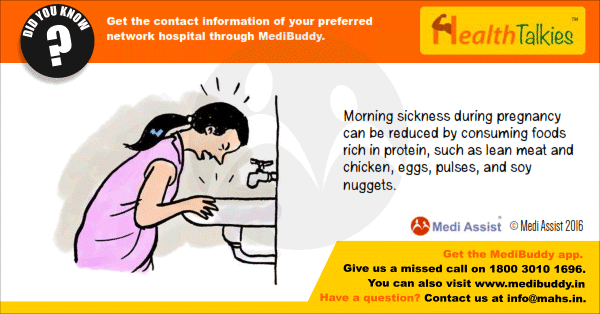 DID YOU KNOW
?
Get the contact information of your preferred
network hospital through MediBuddy.
HealthTalkies™
Morning sickness during pregnancy
can be reduced by consuming foods
rich in protein, such as lean meat and
chicken, eggs, pulses, and soy
nuggets.
Medi Assist® © Medi Assist 2016
Get the MediBuddy app.
Give us a missed call on 1800 3010 1696.
You can also visit www.medibuddy.in
Have a question? Contact us at info@mahs.in.